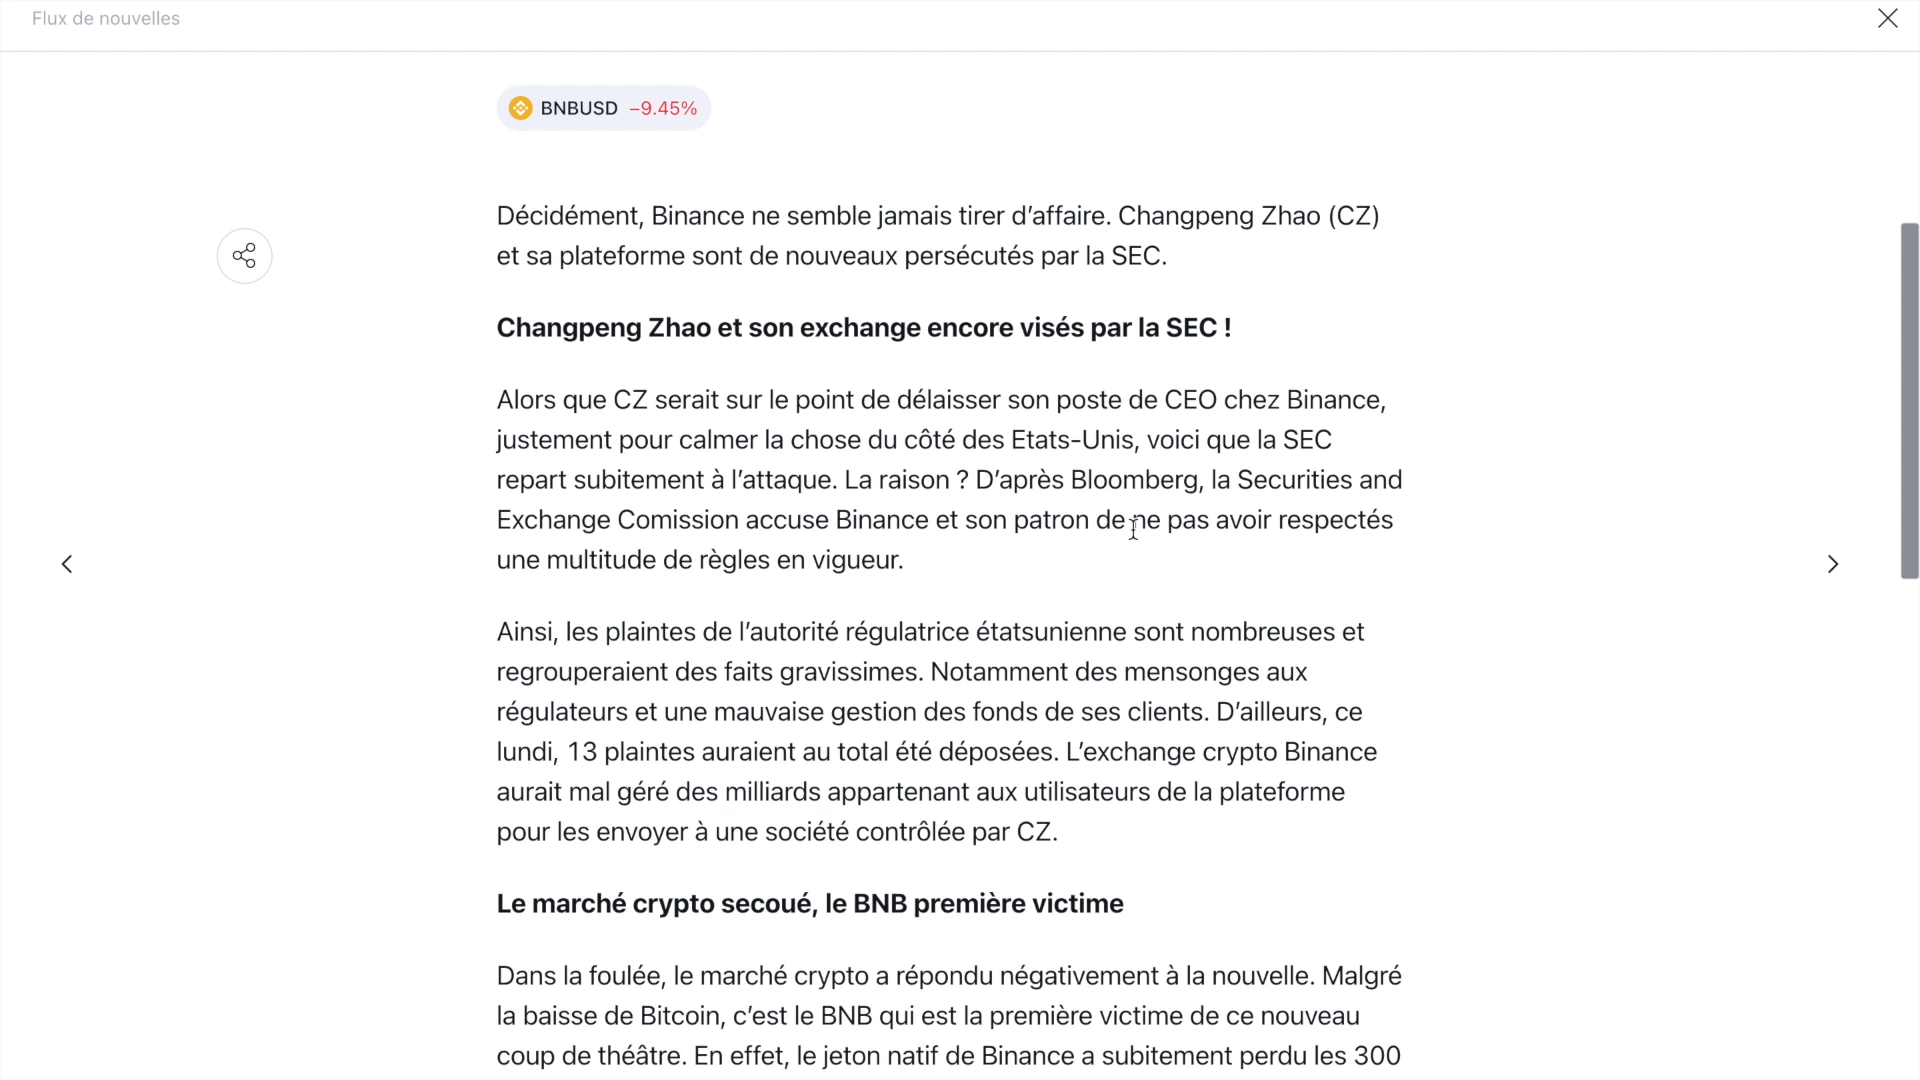 Flux de nouvelles
BNBUSD −9.45%
Décidément, Binance ne semble jamais tirer d’affaire. Changpeng Zhao (CZ)
et sa plateforme sont de nouveaux persécutés par la SEC.
Changpeng Zhao et son exchange encore visés par la SEC !
Alors que CZ serait sur le point de délaisser son poste de CEO chez Binance,
justement pour calmer la chose du côté des Etats-Unis, voici que la SEC
repart subitement à l’attaque. La raison ? D’après Bloomberg, la Securities and
Exchange Comission accuse Binance et son patron de ne pas avoir respectés
une multitude de règles en vigueur.
Ainsi, les plaintes de l’autorité régulatrice étatsunienne sont nombreuses et
regrouperaient des faits gravissimes. Notamment des mensonges aux
régulateurs et une mauvaise gestion des fonds de ses clients. D’ailleurs, ce
lundi, 13 plaintes auraient au total été déposées. L’exchange crypto Binance
aurait mal géré des milliards appartenant aux utilisateurs de la plateforme
pour les envoyer à une société contrôlée par CZ.
Le marché crypto secoué, le BNB première victime
Dans la foulée, le marché crypto a répondu négativement à la nouvelle. Malgré
la baisse de Bitcoin, c’est le BNB qui est la première victime de ce nouveau
coup de théâtre. En effet, le jeton natif de Binance a subitement perdu les 300